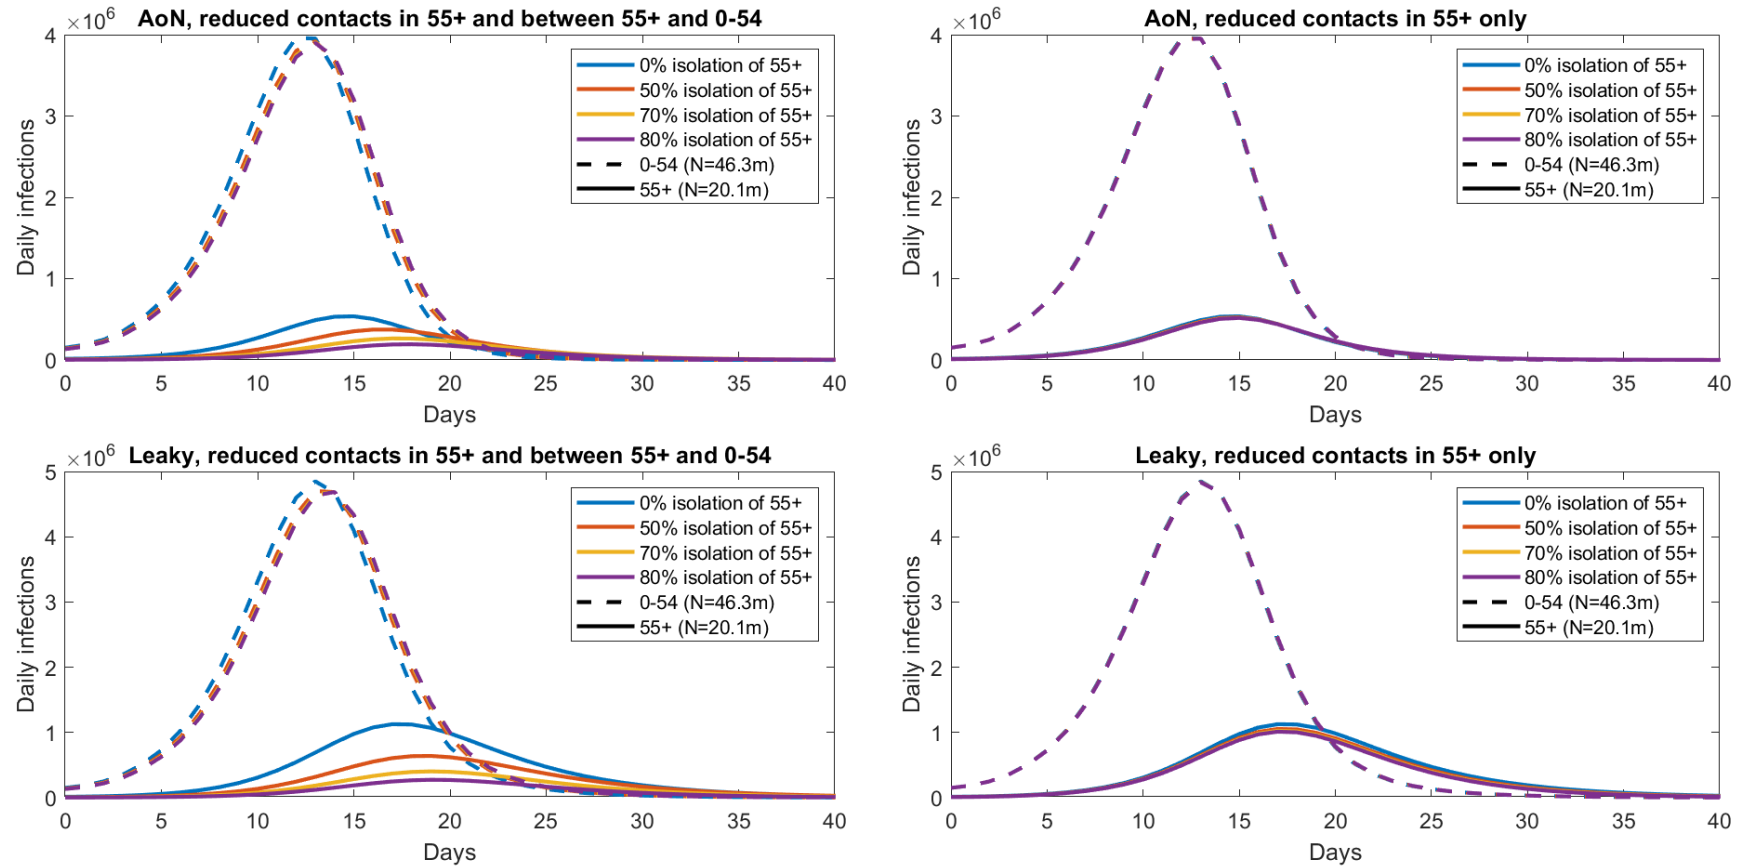 AoN, reduced contacts in 55+ and between 55+ and 0-54
×10⁶
4
3
2
1
0
Daily infections
0% isolation of 55+
50% isolation of 55+
70% isolation of 55+
80% isolation of 55+
0-54 (N=46.3m)
55+ (N=20.1m)
0 5 10 15 20 25 30 35 40
Days
AoN, reduced contacts in 55+ only
×10⁶
4
3
2
1
0
Daily infections
0% isolation of 55+
50% isolation of 55+
70% isolation of 55+
80% isolation of 55+
0-54 (N=46.3m)
55+ (N=20.1m)
0 5 10 15 20 25 30 35 40
Days
Leaky, reduced contacts in 55+ and between 55+ and 0-54
×10⁶
5
4
3
2
1
0
Daily infections
0% isolation of 55+
50% isolation of 55+
70% isolation of 55+
80% isolation of 55+
0-54 (N=46.3m)
55+ (N=20.1m)
0 5 10 15 20 25 30 35 40
Days
Leaky, reduced contacts in 55+ only
×10⁶
5
4
3
2
1
0
Daily infections
0% isolation of 55+
50% isolation of 55+
70% isolation of 55+
80% isolation of 55+
0-54 (N=46.3m)
55+ (N=20.1m)
0 5 10 15 20 25 30 35 40
Days